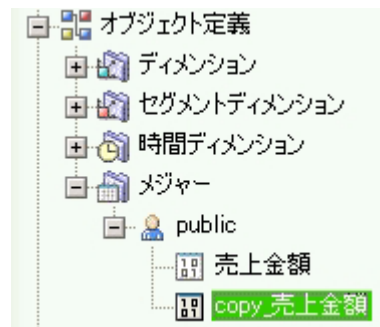 オブジェクト定義
ディメンション
セグメントディメンション
時間ディメンション
メジャー
public
売上金額
copy_売上金額